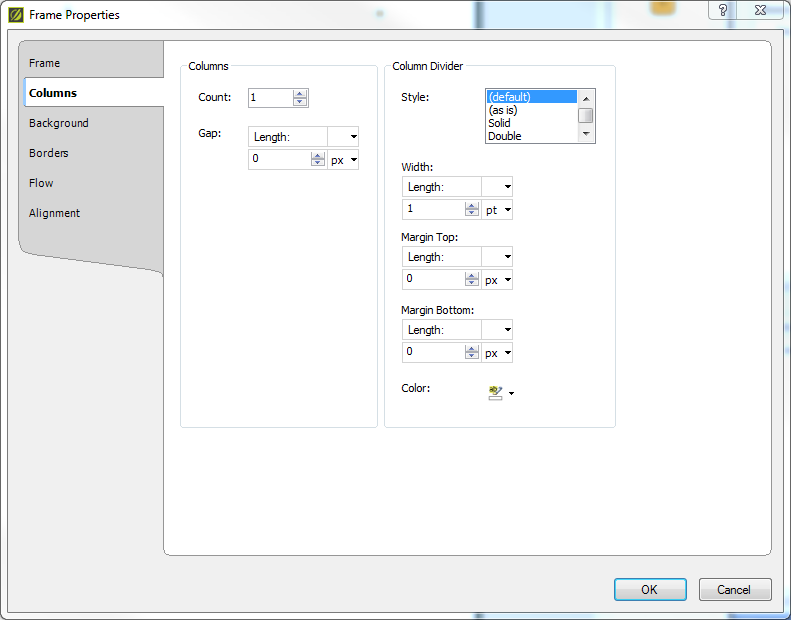 Frame Properties
?
Frame
Columns
Background
Borders
Flow
Alignment
Columns
Count: 1
Gap: Length:
0 px
Column Divider
Style: (default)
(as is)
Solid
Double
Width:
Length:
1 pt
Margin Top:
Length:
0 px
Margin Bottom:
Length:
0 px
Color:
OK Cancel